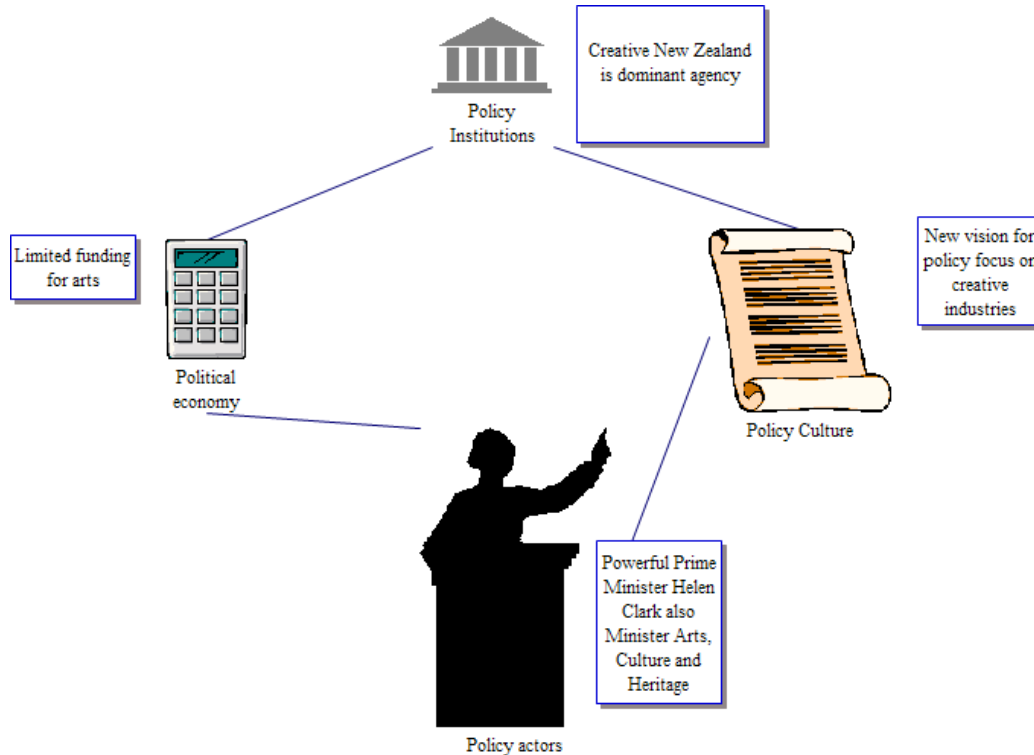 Creative New Zealand
is dominant agency
Policy
Institutions
Limited funding
for arts
New vision for
policy focus on
creative
industries
Political
economy
Policy Culture
Powerful Prime
Minister Helen
Clark also
Minister Arts,
Culture and
Heritage
Policy actors